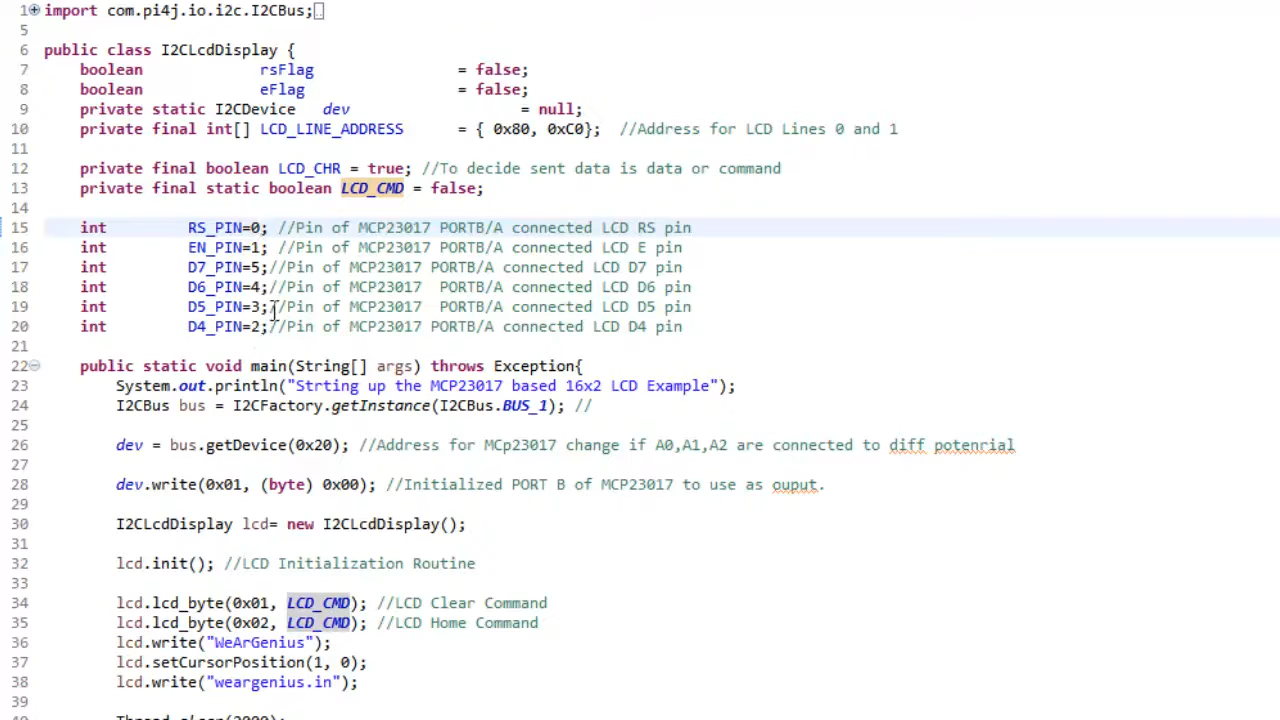 1 import com.pi4j.io.i2c.I2CBus;
5
6 public class I2CLcdDisplay {
7 boolean rsFlag = false;
8 boolean eFlag = false;
9 private static I2CDevice dev = null;
10 private final int[] LCD_LINE_ADDRESS = { 0x80, 0xC0}; //Address for LCD Lines 0 and 1
11
12 private final boolean LCD_CHR = true; //To decide sent data is data or command
13 private final static boolean LCD_CMD = false;
14
15 int RS_PIN=0; //Pin of MCP23017 PORTB/A connected LCD RS pin
16 int EN_PIN=1; //Pin of MCP23017 PORTB/A connected LCD E pin
17 int D7_PIN=5;//Pin of MCP23017 PORTB/A connected LCD D7 pin
18 int D6_PIN=4;//Pin of MCP23017  PORTB/A connected LCD D6 pin
19 int D5_PIN=3;//Pin of MCP23017  PORTB/A connected LCD D5 pin
20 int D4_PIN=2;//Pin of MCP23017 PORTB/A connected LCD D4 pin
21
22 public static void main(String[] args) throws Exception{
23 System.out.println("Strting up the MCP23017 based 16x2 LCD Example");
24 I2CBus bus = I2CFactory.getInstance(I2CBus.BUS_1); //
25
26 dev = bus.getDevice(0x20); //Address for MCp23017 change if A0,A1,A2 are connected to diff potenrial
27
28 dev.write(0x01, (byte) 0x00); //Initialized PORT B of MCP23017 to use as ouput.
29
30 I2CLcdDisplay lcd= new I2CLcdDisplay();
31
32 lcd.init(); //LCD Initialization Routine
33
34 lcd.lcd_byte(0x01, LCD_CMD); //LCD Clear Command
35 lcd.lcd_byte(0x02, LCD_CMD); //LCD Home Command
36 lcd.write("WeArGenius");
37 lcd.setCursorPosition(1, 0);
38 lcd.write("weargenius.in");
39
40 Thread.sleep(2000);